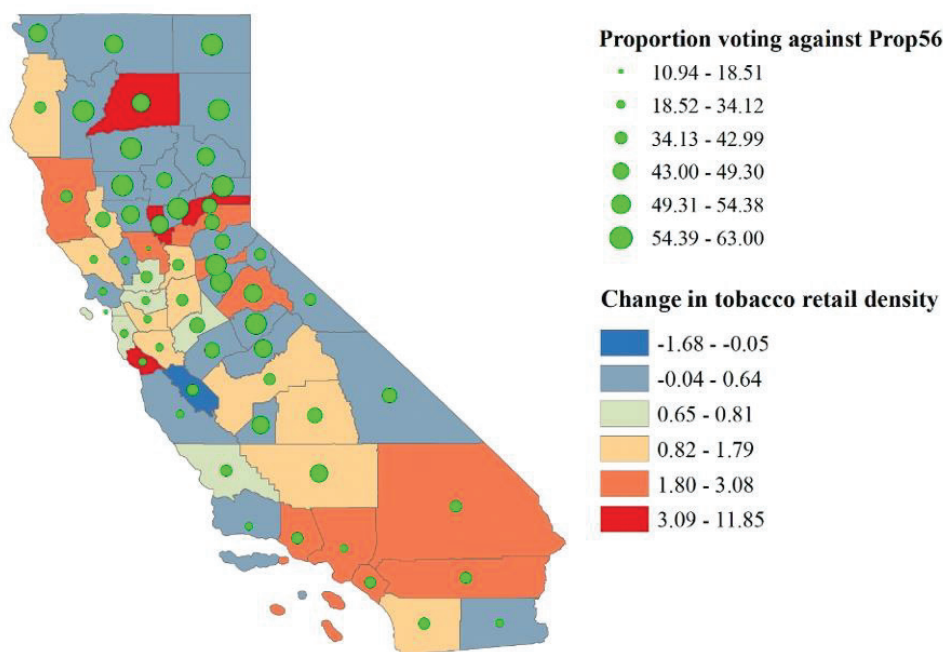 Proportion voting against Prop56
10.94 - 18.51
18.52 - 34.12
34.13 - 42.99
43.00 - 49.30
49.31 - 54.38
54.39 - 63.00
Change in tobacco retail density
-1.68 - -0.05
-0.04 - 0.64
0.65 - 0.81
0.82 - 1.79
1.80 - 3.08
3.09 - 11.85